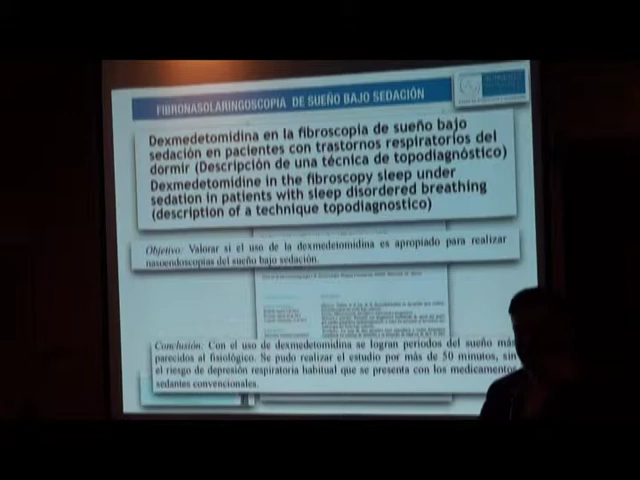 FIBRONASOLARINGOSCOPIA DE SUEÑO BAJO SEDACIÓN
Dexmedetomidina en la fibroscopia de sueño bajo
sedación en pacientes con trastornos respiratorios del
dormir (Descripción de una técnica de topodiagnóstico)
Dexmedetomidine in the fibroscopy sleep under
sedation in patients with sleep disordered breathing
(description of a technique topodiagnostico)
Objetivo: Valorar si el uso de la dexmedetomidina es apropiado para realizar
nasoendoscopias del sueño bajo sedación.
Conclusión: Con el uso de dexmedetomidina se logran periodos del sueño más
parecidos al fisiológico. Se pudo realizar el estudio por más de 50 minutos, sin
el riesgo de depresión respiratoria habitual que se presenta con los medicamentos
sedantes convencionales.